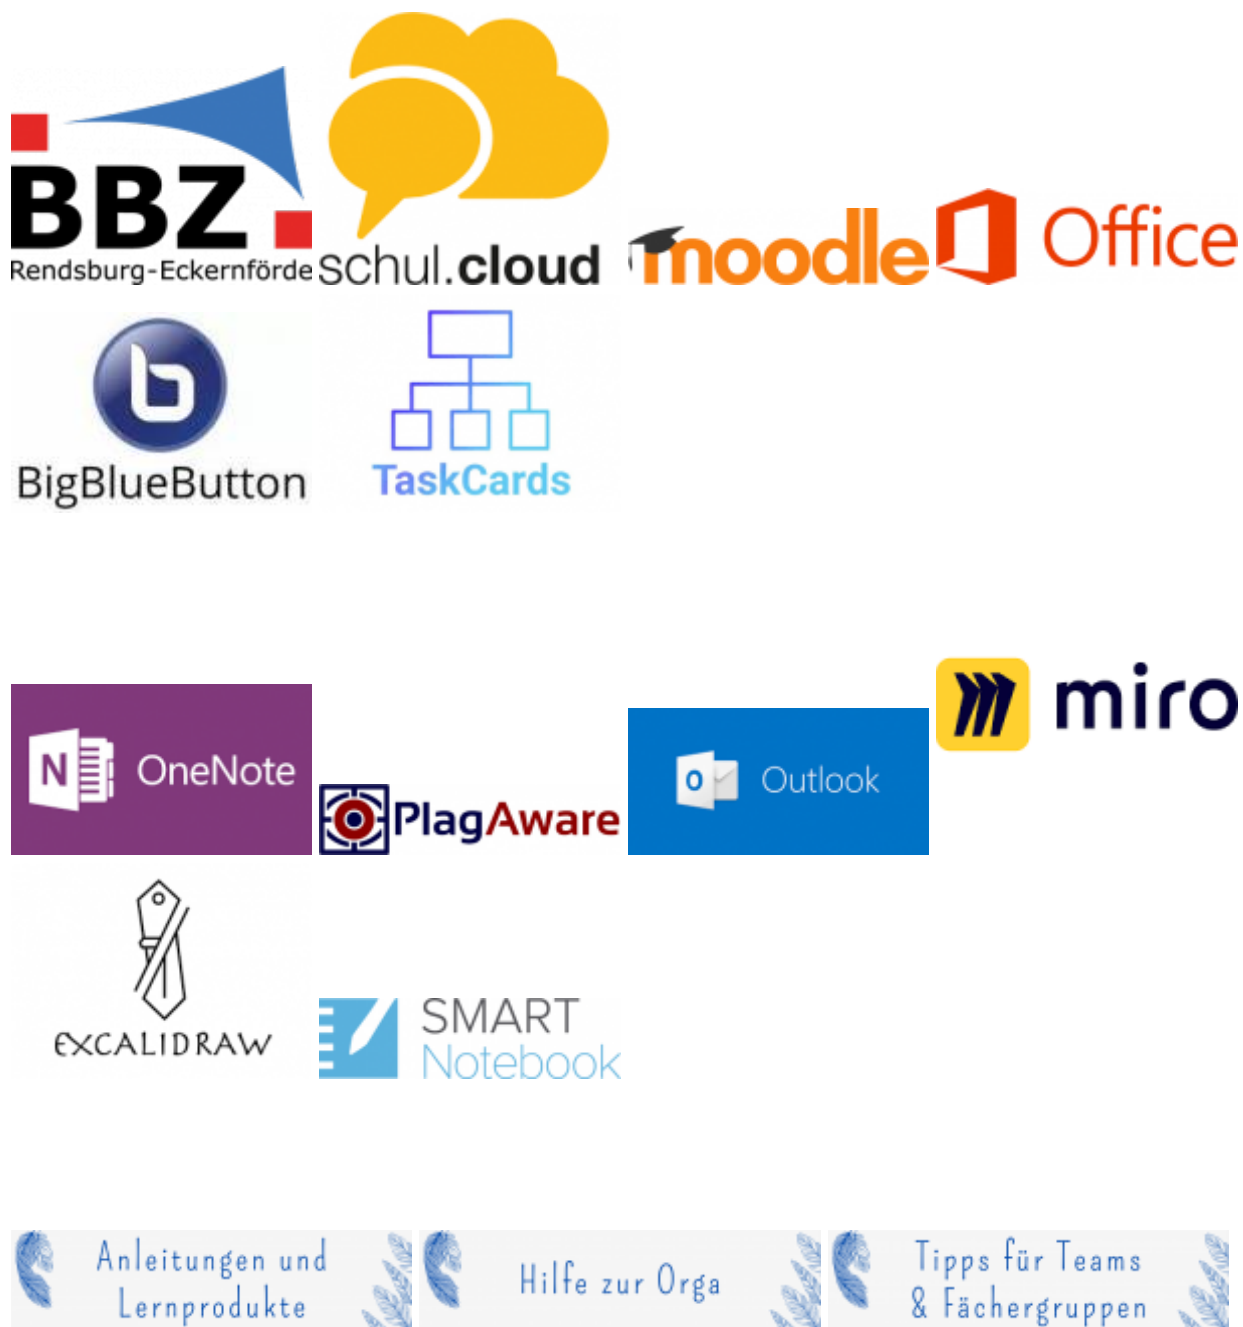 BBZ
Rendsburg-Eckernförde
schul.cloud
moodle
Office
BigBlueButton
TaskCards
N OneNote
PlagAware
O Outlook
miro
EXCALIDRAW
SMART
Notebook
Anleitungen und
Lernprodukte
Hilfe zur Orga
Tipps für Teams
& Fächergruppen